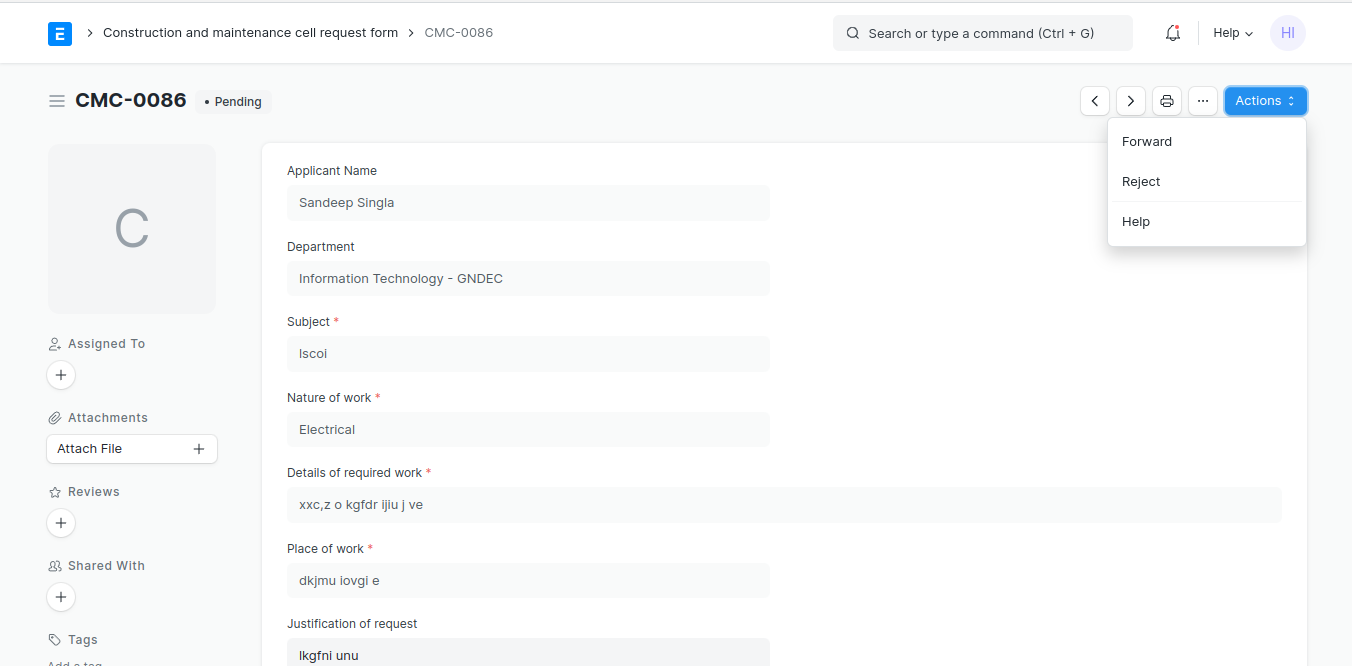 E
Construction and maintenance cell request form
CMC-0086
Search or type a command (Ctrl + G)
Help
HI
CMC-0086
Pending
Actions
Forward
Reject
Help
C
Assigned To
Attachments
Attach File
Reviews
Shared With
Tags
Add a tag
Applicant Name
Sandeep Singla
Department
Information Technology - GNDEC
Subject *
lscoi
Nature of work *
Electrical
Details of required work *
xxc,z o kgfdr ijiu j ve
Place of work *
dkjmu iovgi e
Justification of request
lkgfni unu